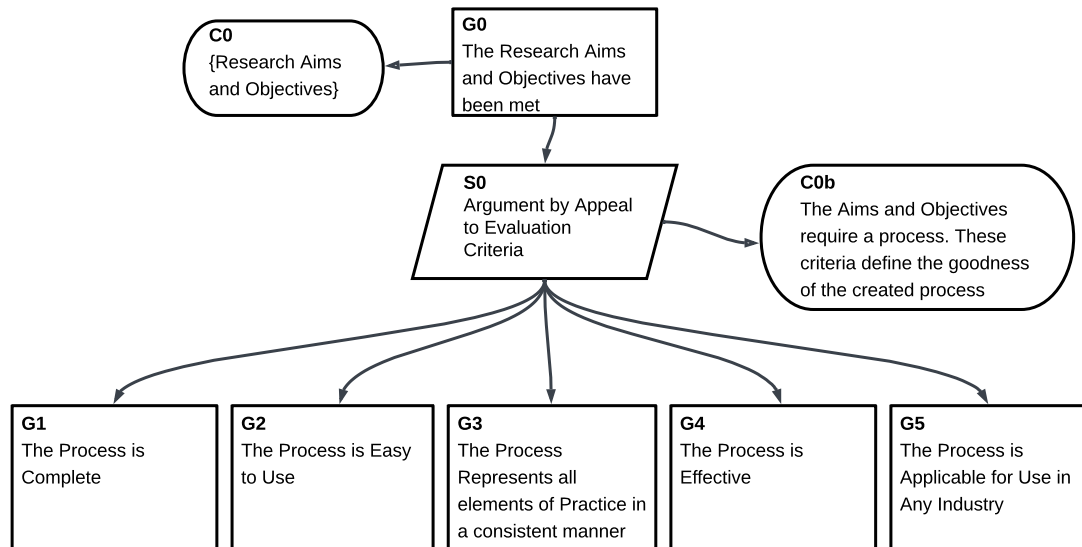 C0
{Research Aims
and Objectives}
G0
The Research Aims
and Objectives have
been met
S0
Argument by Appeal
to Evaluation
Criteria
C0b
The Aims and Objectives
require a process. These
criteria define the goodness
of the created process
G1
The Process is
Complete
G2
The Process is Easy
to Use
G3
The Process
Represents all
elements of Practice in
a consistent manner
G4
The Process is
Effective
G5
The Process is
Applicable for Use in
Any Industry